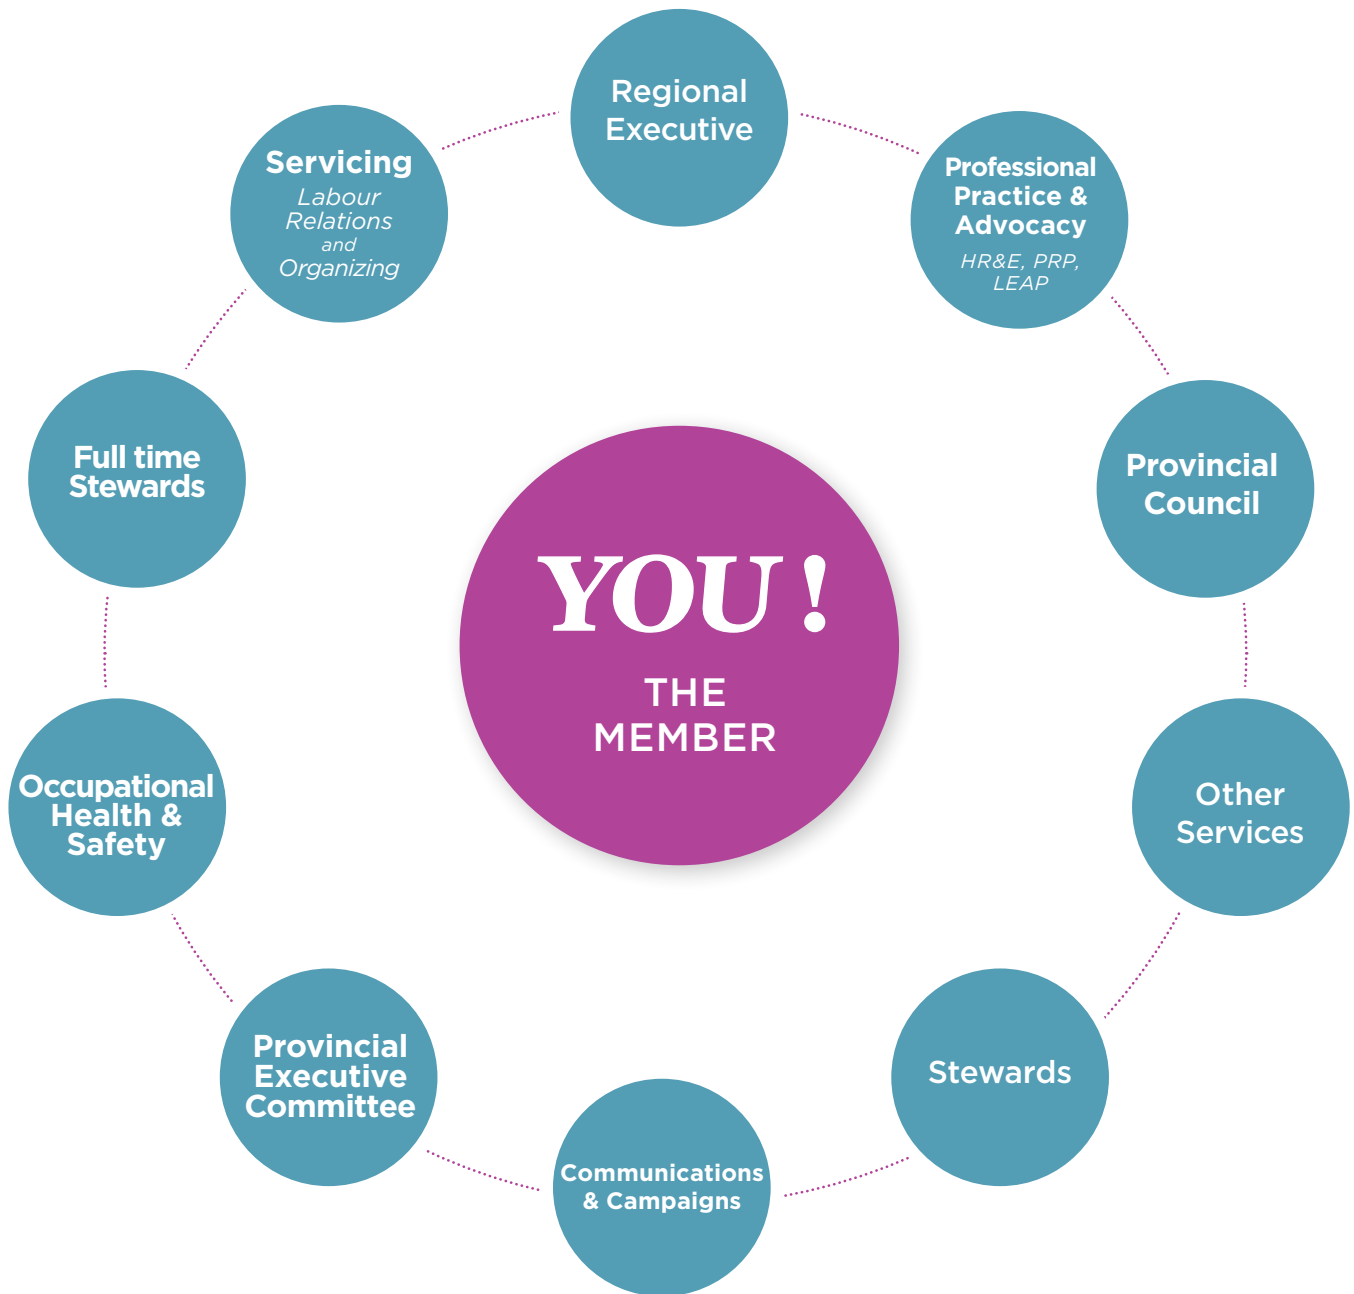 Regional
Executive
Professional
Practice &
Advocacy
HR&E, PRP,
LEAP
Provincial
Council
Other
Services
Stewards
Communications
& Campaigns
Provincial
Executive
Committee
Occupational
Health &
Safety
Full time
Stewards
Servicing
Labour
Relations
and
Organizing
YOU !
THE
MEMBER